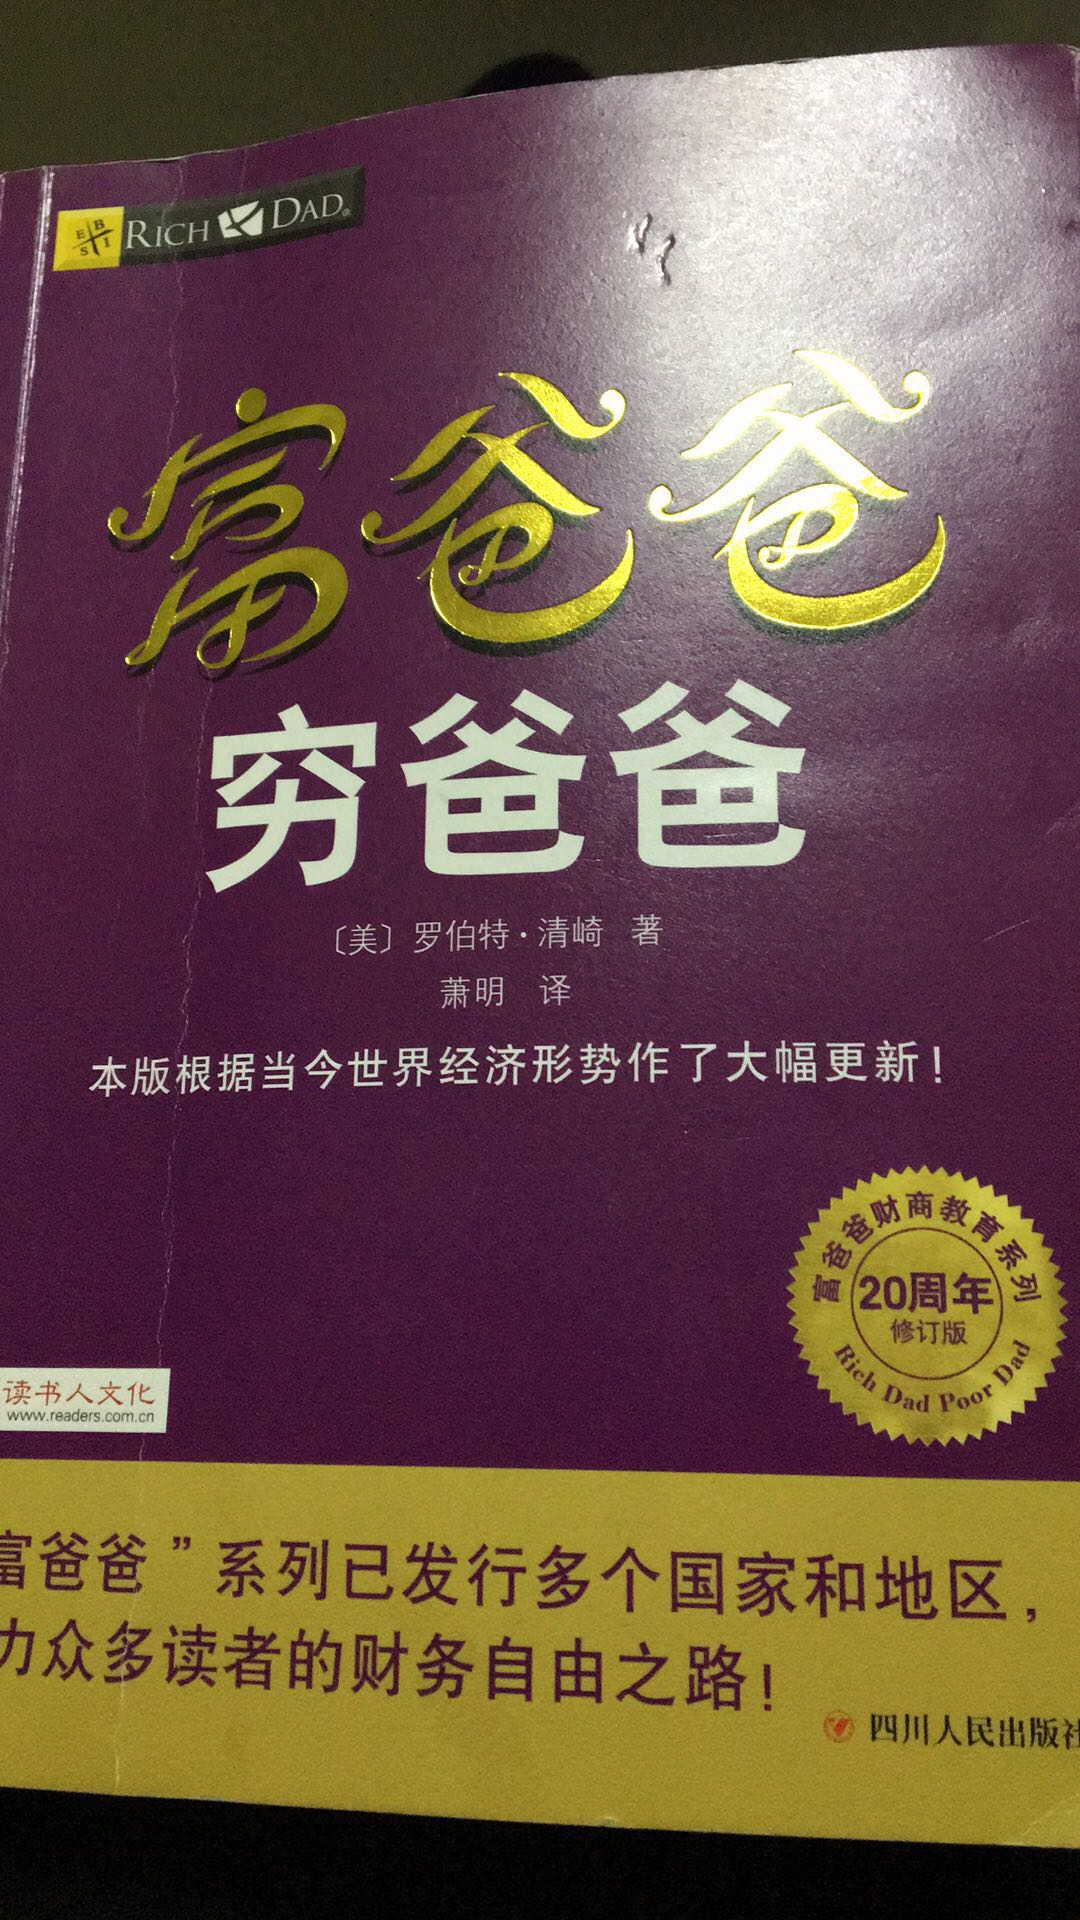 E B S I RICH DAD®
富爸爸
穷爸爸
〔美〕罗伯特·清崎 著
萧明 译
本版根据当今世界经济形势作了大幅更新！
富爸爸财商教育系列
20周年
修订版
Rich Dad Poor Dad
读书人文化
www.readers.com.cn
富爸爸”系列已发行多个国家和地区，
力众多读者的财务自由之路！
四川人民出版社